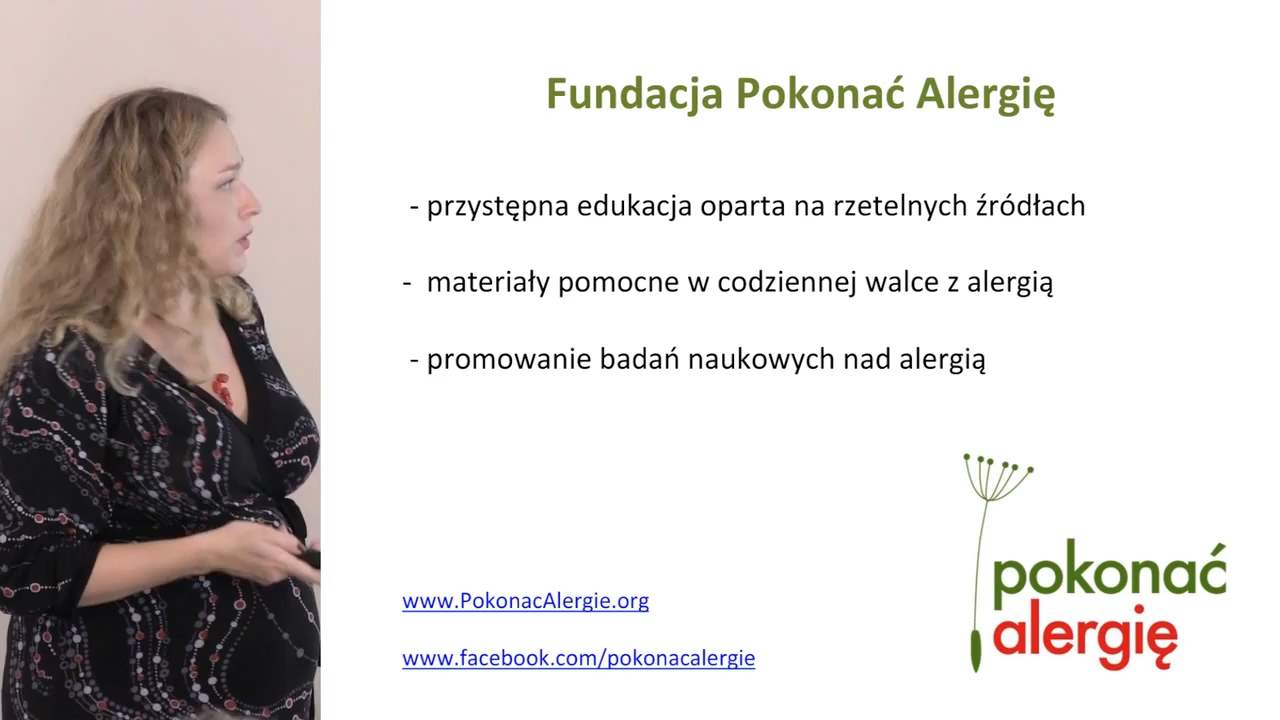 Fundacja Pokonać Alergię
- przystępna edukacja oparta na rzetelnych źródłach
- materiały pomocne w codziennej walce z alergią
- promowanie badań naukowych nad alergią
www.PokonacAlergie.org
www.facebook.com/pokonacalergie
pokonać
alergię